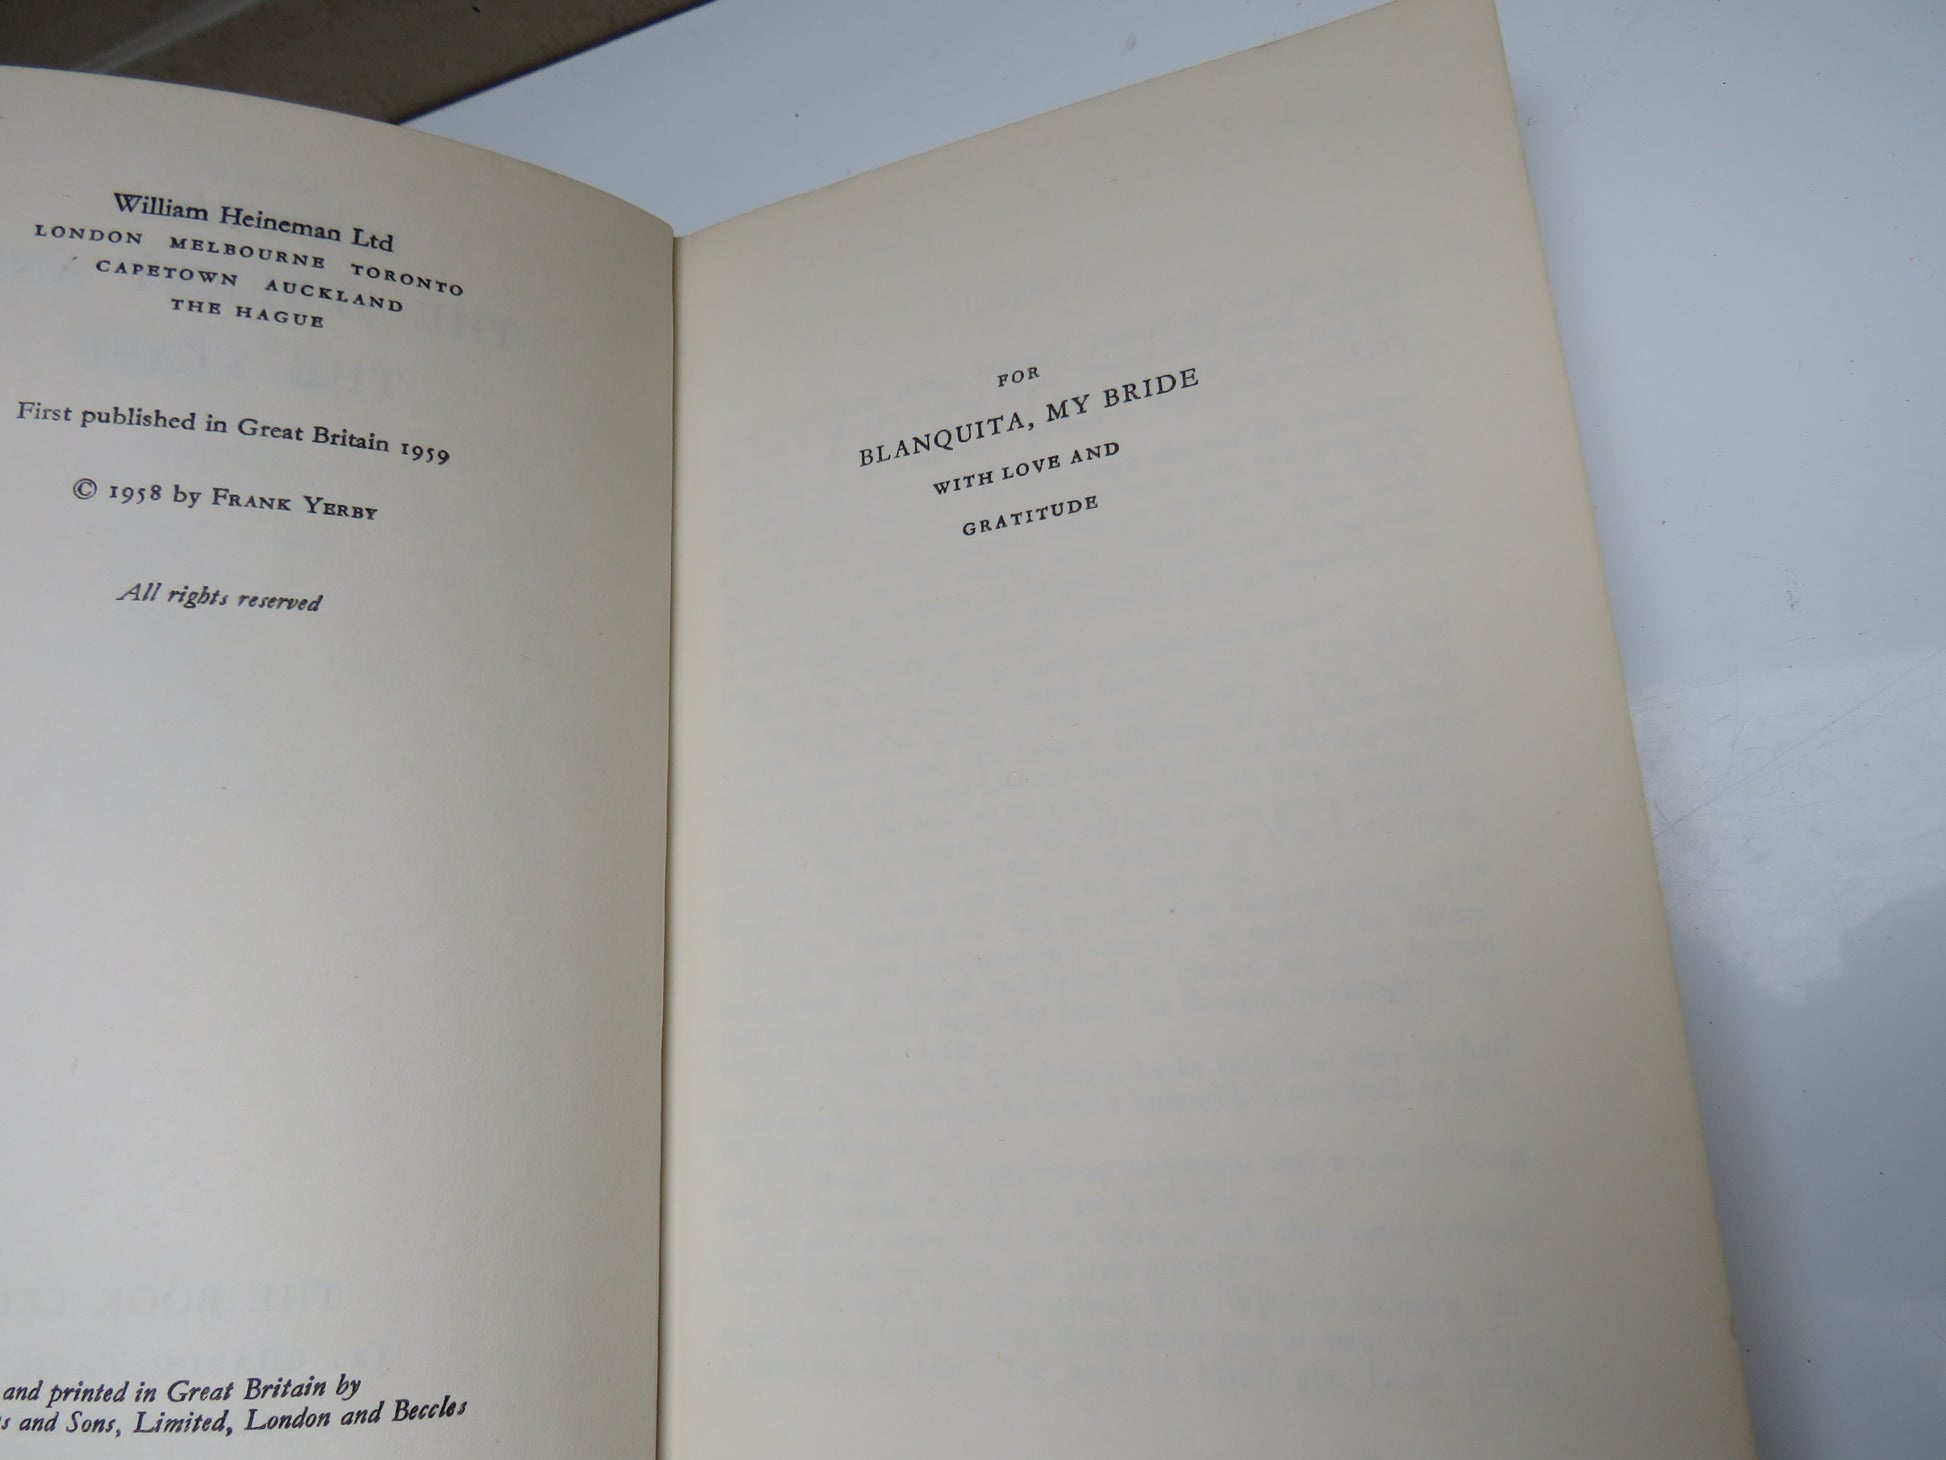 William Heineman Ltd
LONDON MELBOURNE TORONTO
CAPETOWN AUCKLAND
THE HAGUE
First published in Great Britain 1959
© 1958 by FRANK YERBY
All rights reserved
and printed in Great Britain by
and Sons, Limited, London and Beccles
FOR
BLANQUITA, MY BRIDE
WITH LOVE AND
GRATITUDE